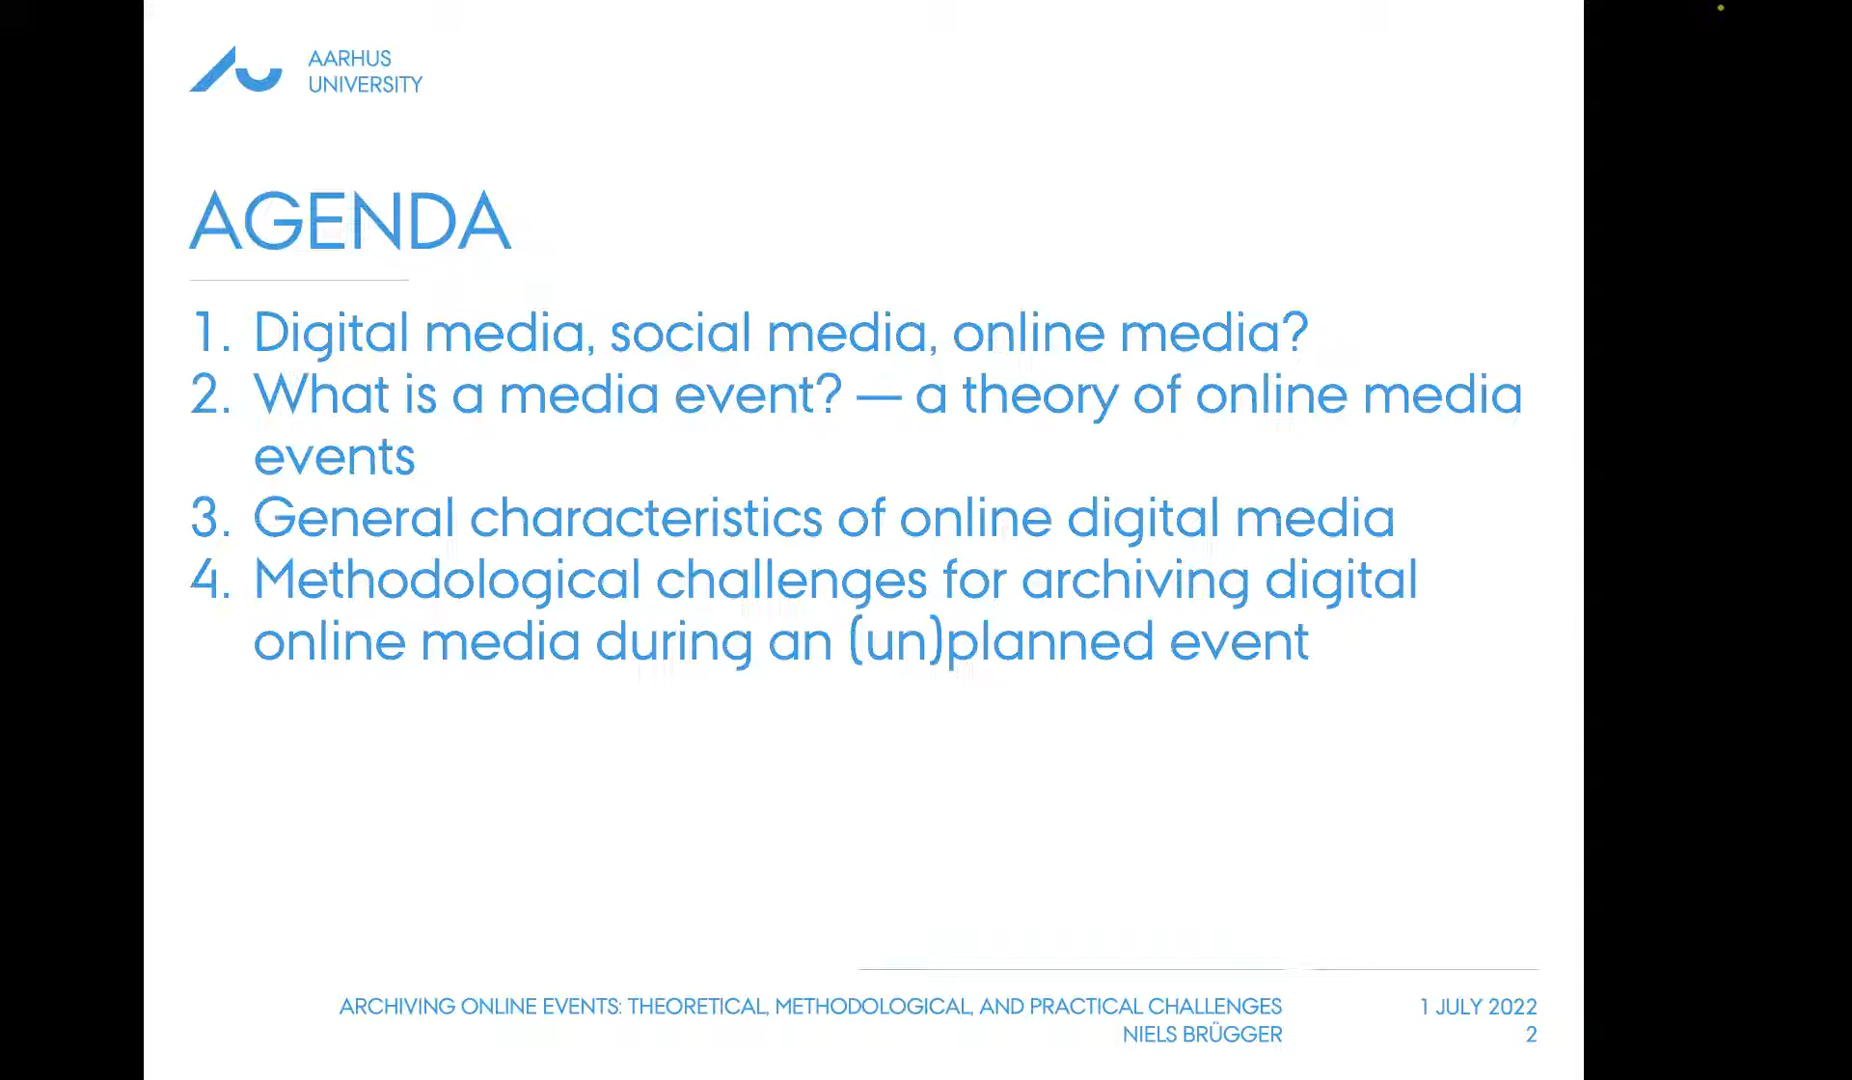 AARHUS
UNIVERSITY
AGENDA
1. Digital media, social media, online media?
2. What is a media event? — a theory of online media
events
3. General characteristics of online digital media
4. Methodological challenges for archiving digital
online media during an (un)planned event
ARCHIVING ONLINE EVENTS: THEORETICAL, METHODOLOGICAL, AND PRACTICAL CHALLENGES
1 JULY 2022
NIELS BRÜGGER
2